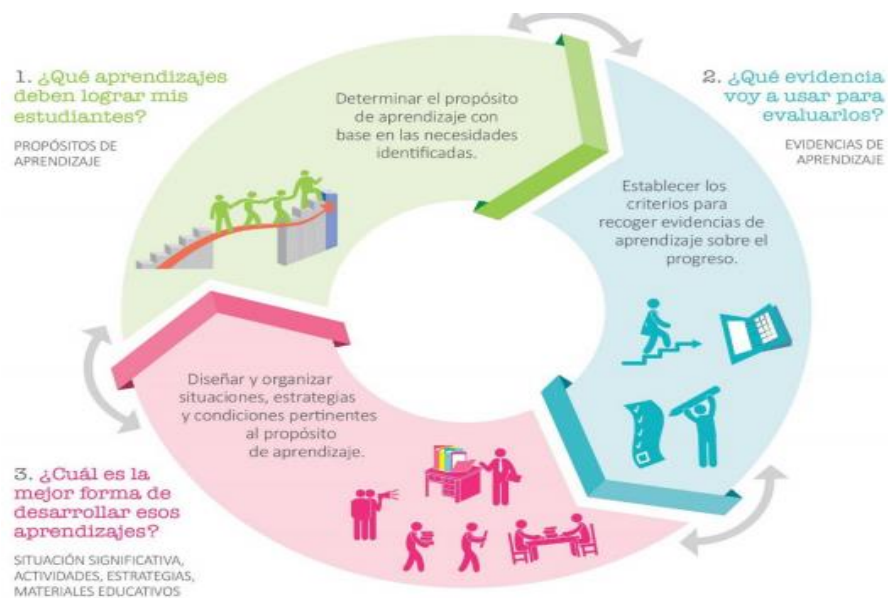 1. ¿Qué aprendizajes
deben lograr mis
estudiantes?
PROPÓSITOS DE
APRENDIZAJE
Determinar el propósito
de aprendizaje con
base en las necesidades
identificadas.
2. ¿Qué evidencia
voy a usar para
evaluarlos?
EVIDENCIAS DE
APRENDIZAJE
Establecer los
criterios para
recoger evidencias de
aprendizaje sobre el
progreso.
Diseñar y organizar
situaciones, estrategias
y condiciones pertinentes
al propósito
de aprendizaje.
3. ¿Cuál es la
mejor forma de
desarrollar esos
aprendizajes?
SITUACIÓN SIGNIFICATIVA,
ACTIVIDADES, ESTRATEGIAS,
MATERIALES EDUCATIVOS